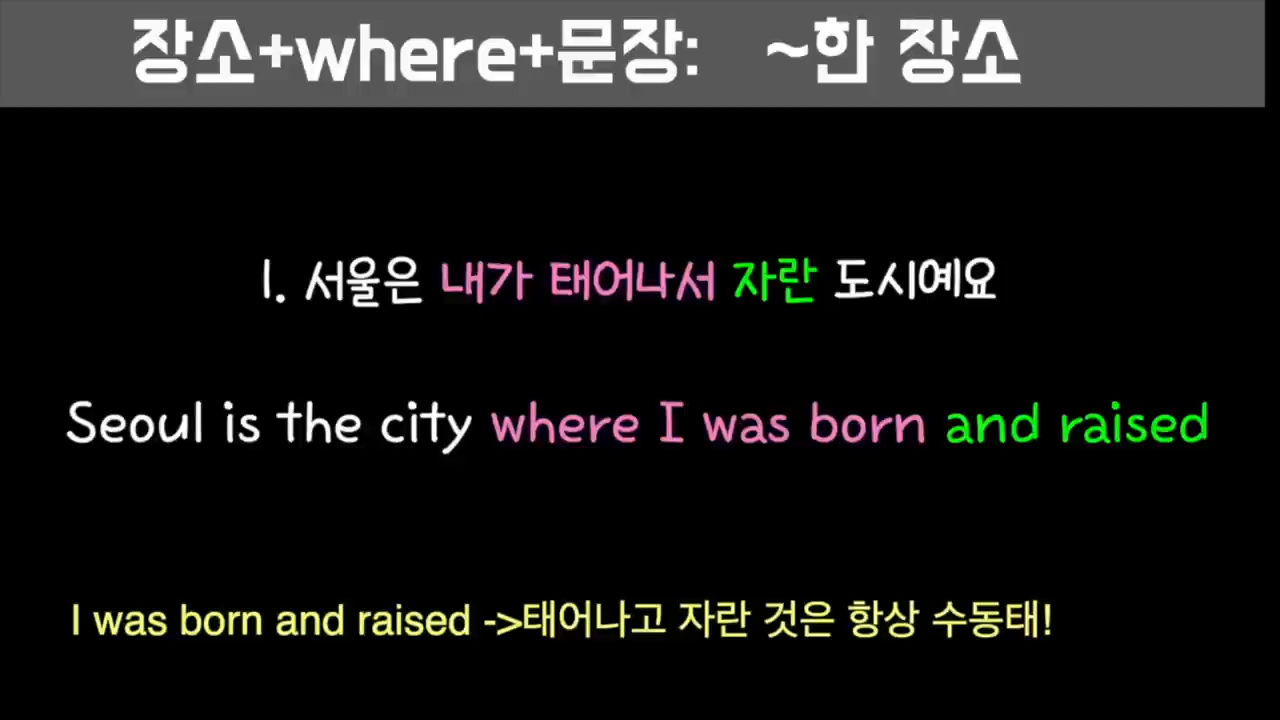 장소+where+문장: ~한 장소
1. 서울은 내가 태어나서 자란 도시예요
Seoul is the city where I was born and raised
I was born and raised ->태어나고 자란 것은 항상 수동태!